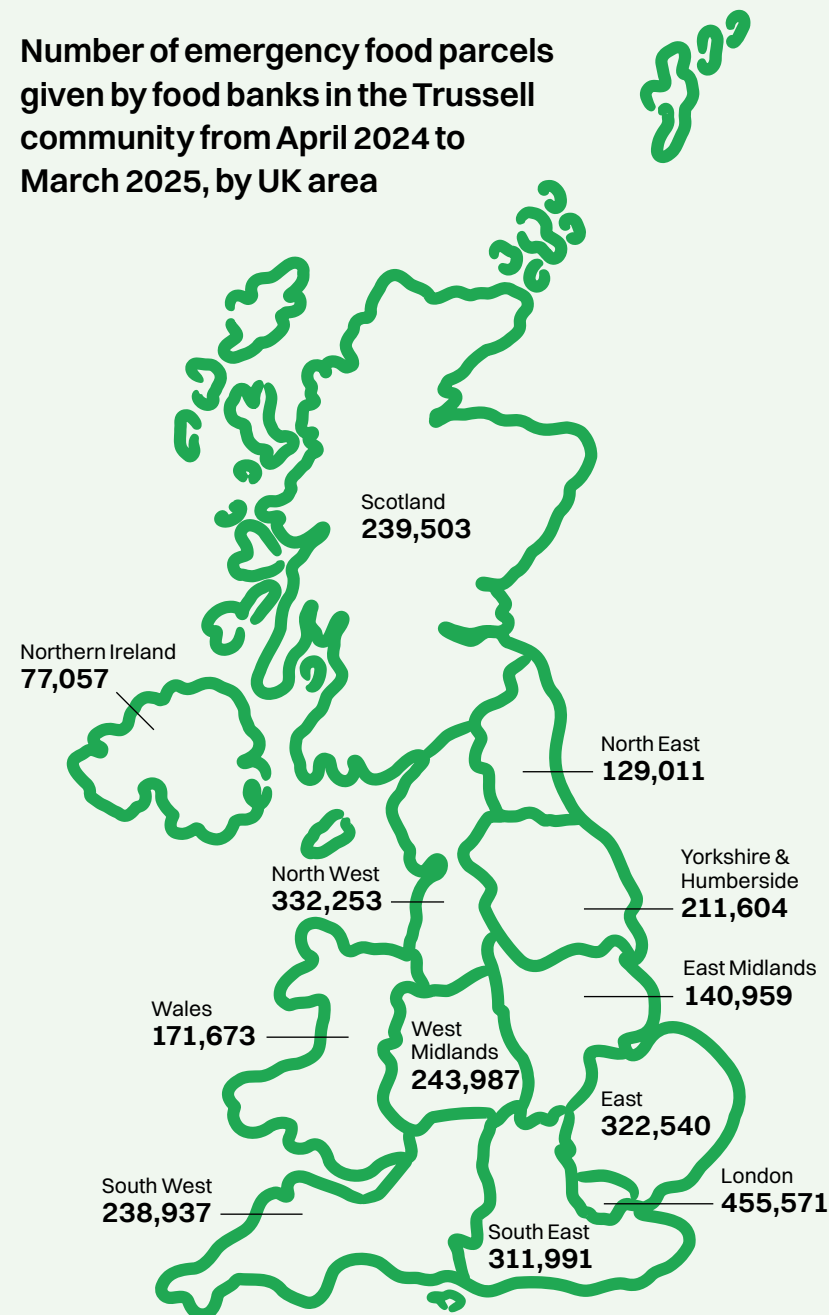 Number of emergency food parcels
given by food banks in the Trussell
community from April 2024 to
March 2025, by UK area
Scotland
239,503
Northern Ireland
77,057
North East
129,011
Yorkshire &
Humberside
211,604
North West
332,253
East Midlands
140,959
Wales
171,673
West
Midlands
243,987
East
322,540
London
455,571
South West
238,937
South East
311,991